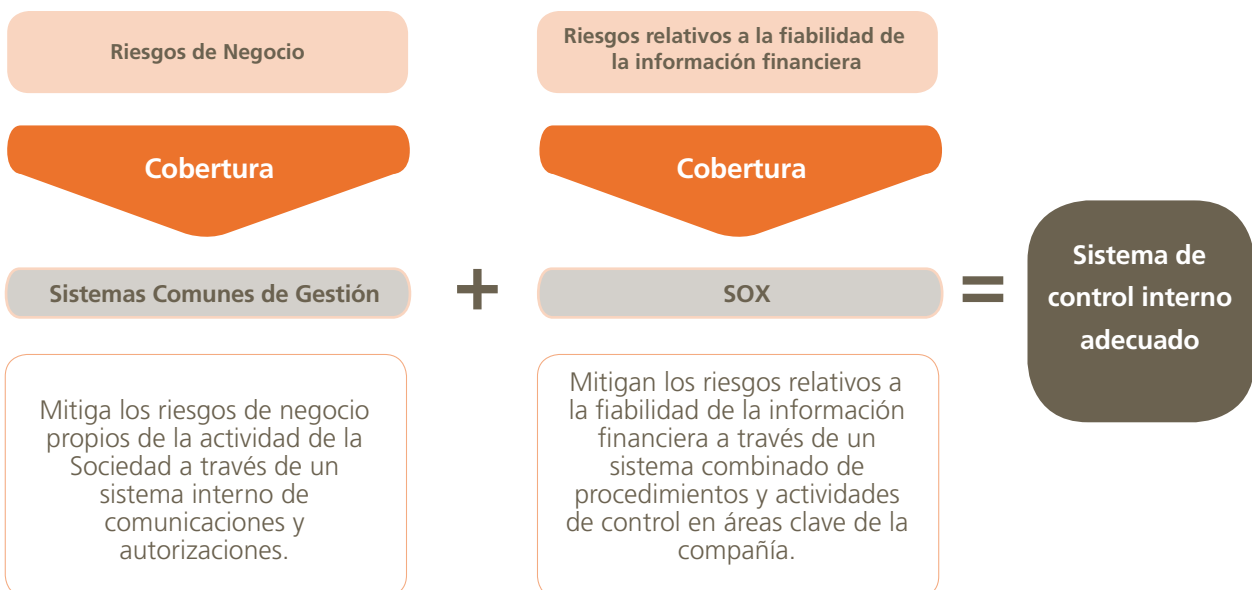 Riesgos de Negocio
Riesgos relativos a la fiabilidad de
la información financiera
Cobertura
Cobertura
Sistemas Comunes de Gestión
+
SOX
=
Sistema de
control interno
adecuado
Mitiga los riesgos de negocio
propios de la actividad de la
Sociedad a través de un
sistema interno de
comunicaciones y
autorizaciones.
Mitigan los riesgos relativos a
la fiabilidad de la información
financiera a través de un
sistema combinado de
procedimientos y actividades
de control en áreas clave de la
compañía.